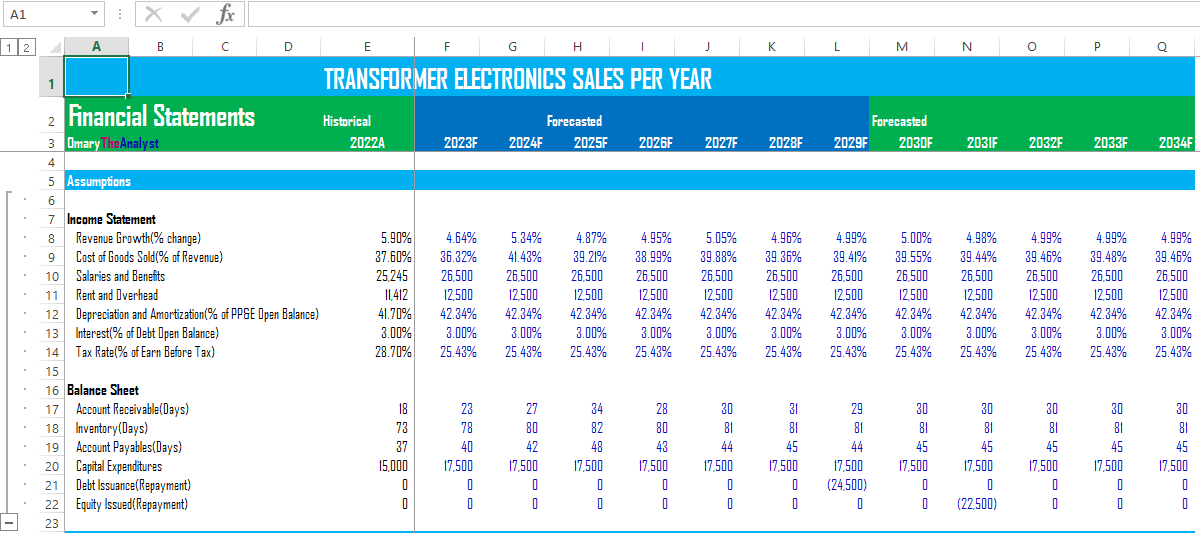 A1 fx
1 2 A B C D E F G H I J K L M N O P Q
1 TRANSFORMER ELECTRONICS SALES PER YEAR
2 Financial Statements Historical Forecasted Forecasted
3 OmaryTheAnalyst 2022A 2023F 2024F 2025F 2026F 2027F 2028F 2029F 2030F 2031F 2032F 2033F 2034F
4
5 Assumptions
6
7 Income Statement
8 Revenue Growth(% change) 5.90% 4.64% 5.34% 4.87% 4.95% 5.05% 4.96% 4.99% 5.00% 4.98% 4.99% 4.99% 4.99%
9 Cost of Goods Sold(% of Revenue) 37.60% 36.32% 41.43% 39.21% 38.99% 39.88% 39.36% 39.41% 39.55% 39.44% 39.46% 39.48% 39.46%
10 Salaries and Benefits 25,245 26,500 26,500 26,500 26,500 26,500 26,500 26,500 26,500 26,500 26,500 26,500 26,500
11 Rent and Overhead 11,412 12,500 12,500 12,500 12,500 12,500 12,500 12,500 12,500 12,500 12,500 12,500 12,500
12 Depreciation and Amortization(% of PP&E Open Balance) 41.70% 42.34% 42.34% 42.34% 42.34% 42.34% 42.34% 42.34% 42.34% 42.34% 42.34% 42.34% 42.34%
13 Interest(% of Debt Open Balance) 3.00% 3.00% 3.00% 3.00% 3.00% 3.00% 3.00% 3.00% 3.00% 3.00% 3.00% 3.00% 3.00%
14 Tax Rate(% of Earn Before Tax) 28.70% 25.43% 25.43% 25.43% 25.43% 25.43% 25.43% 25.43% 25.43% 25.43% 25.43% 25.43% 25.43%
15
16 Balance Sheet
17 Account Receivable(Days) 18 23 27 34 28 30 31 29 30 30 30 30 30
18 Inventory(Days) 73 78 80 82 80 81 81 81 81 81 81 81 81
19 Account Payables(Days) 37 40 42 48 43 44 45 44 45 45 45 45 45
20 Capital Expenditures 15,000 17,500 17,500 17,500 17,500 17,500 17,500 17,500 17,500 17,500 17,500 17,500 17,500
21 Debt Issuance(Repayment) 0 0 0 0 0 0 0 (24,500) 0 0 0 0 0
22 Equity Issued(Repayment) 0 0 0 0 0 0 0 0 0 (22,500) 0 0 0
23